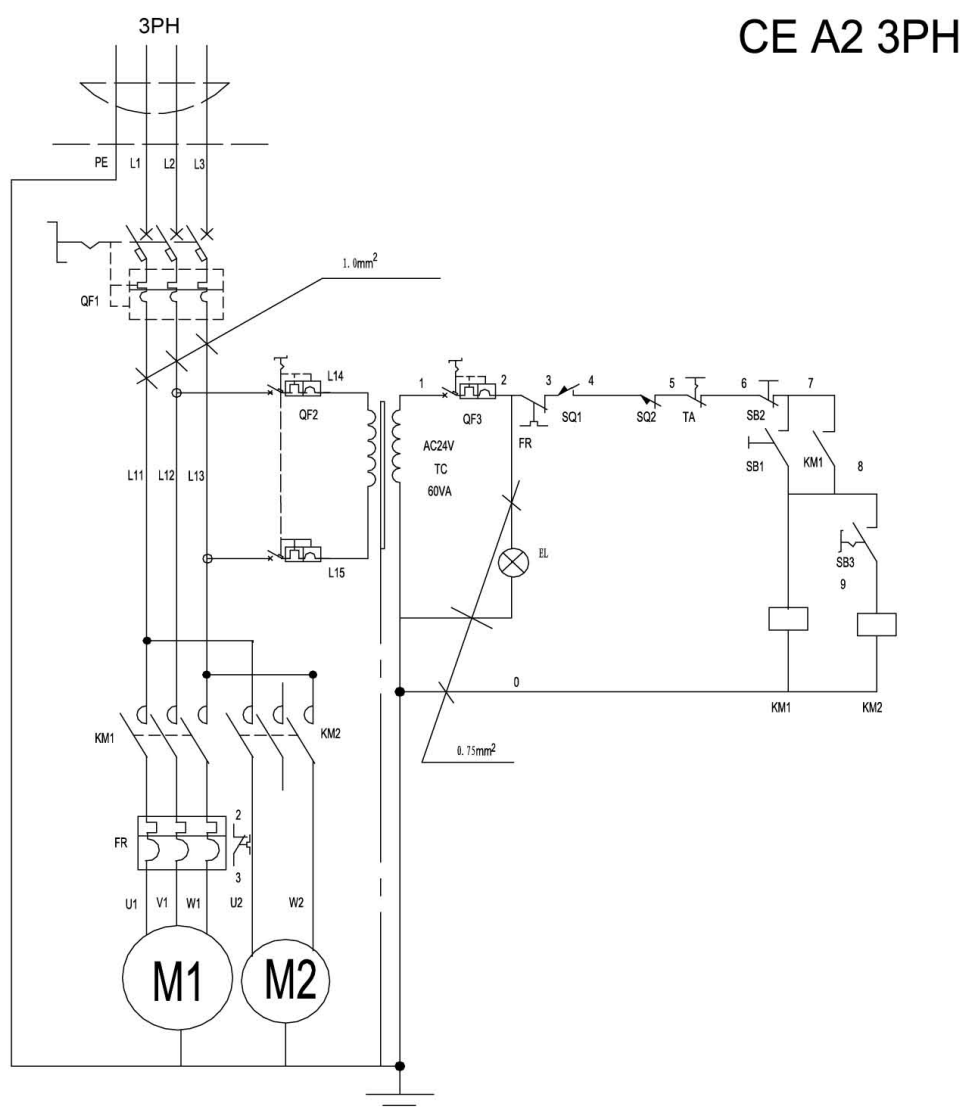 3PH
CE A2 3PH
PE L1 L2 L3
1.0mm2
QF1
L14
QF2
1
QF3
2
3
4
5
6
7
FR
SQ1
SQ2
TA
SB2
AC24V
TC
60VA
SB1
KM1
8
L11 L12 L13
L15
EL
SB3
9
0
KM1
KM2
KM1
KM2
0.75mm2
FR
2
3
U1 V1 W1 U2 W2
M1 M2